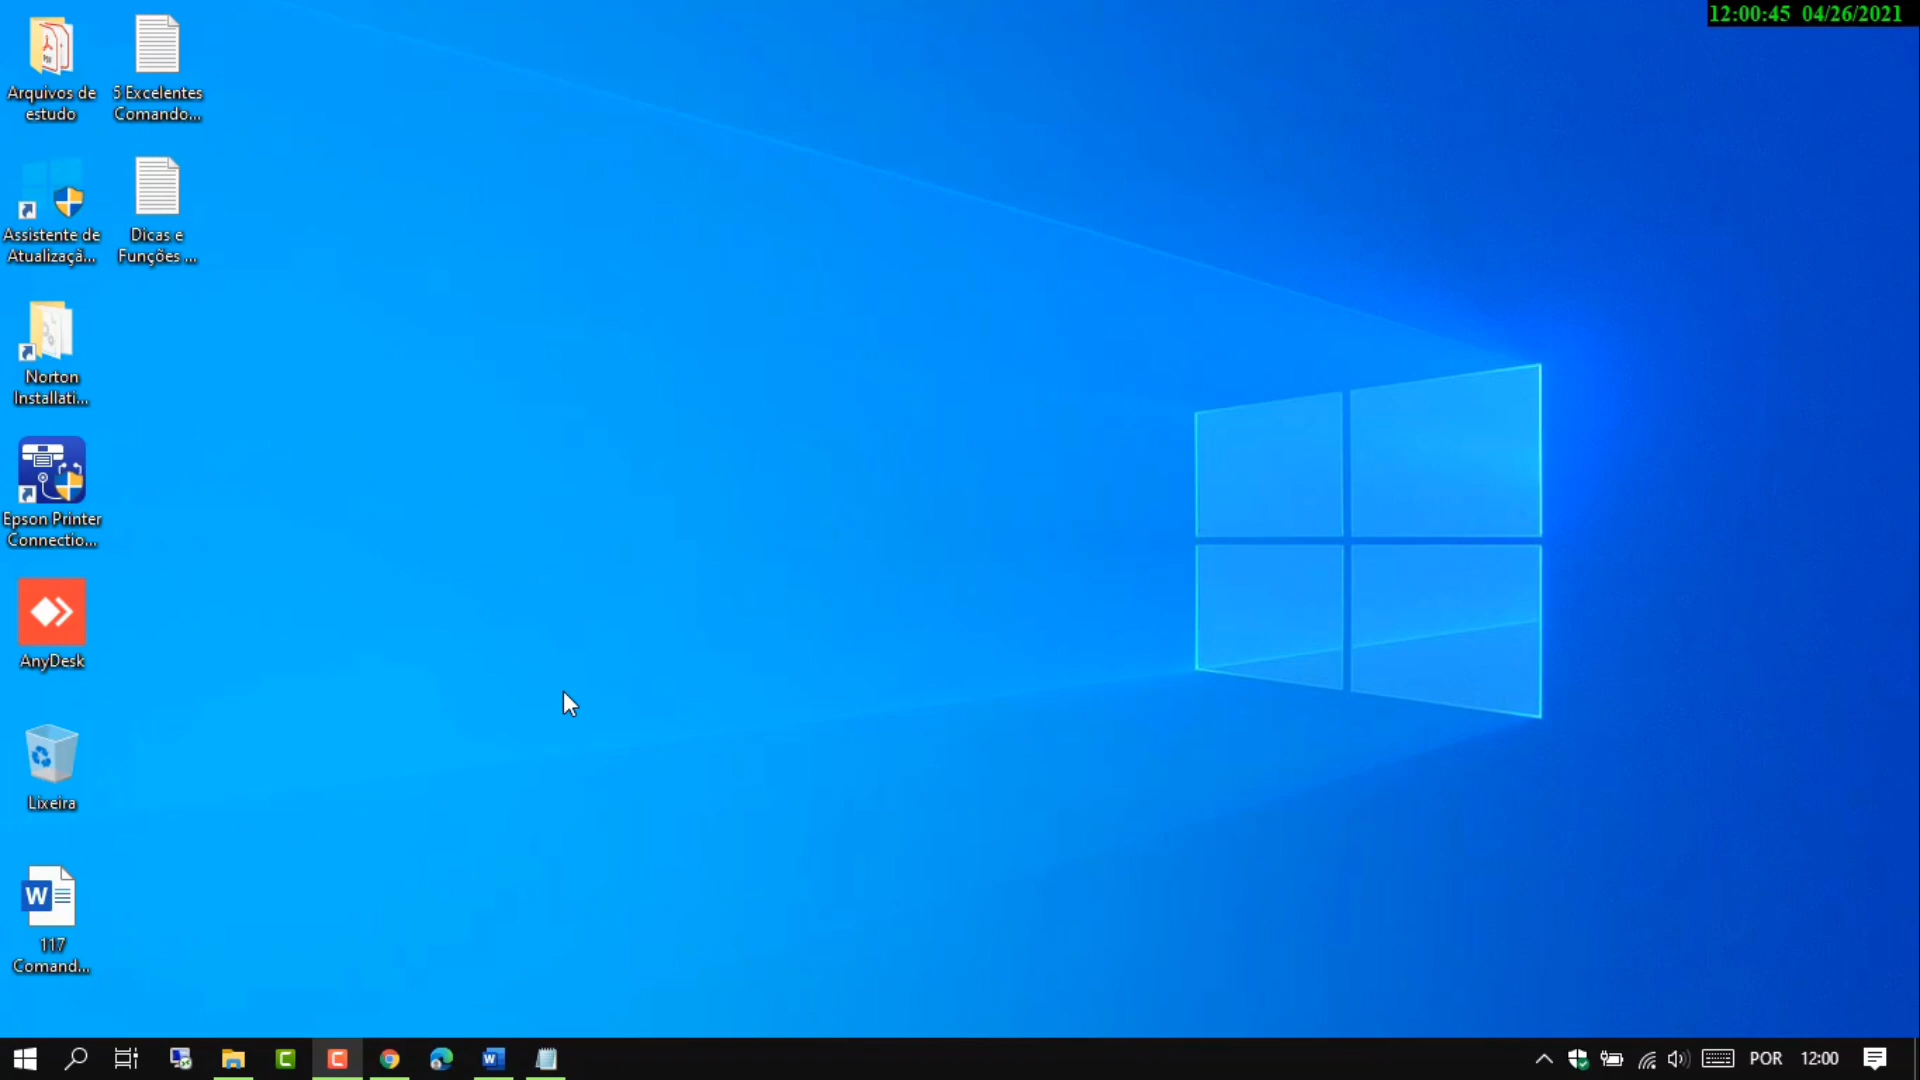 12:00:45 04/26/2021
Arquivos de
estudo
5 Excelentes
Comando...
Assistente de
Atualizaçã...
Dicas e
Funções ...
Norton
Installati...
Epson Printer
Connectio...
AnyDesk
Lixeira
W
117
Comand...
POR 12:00